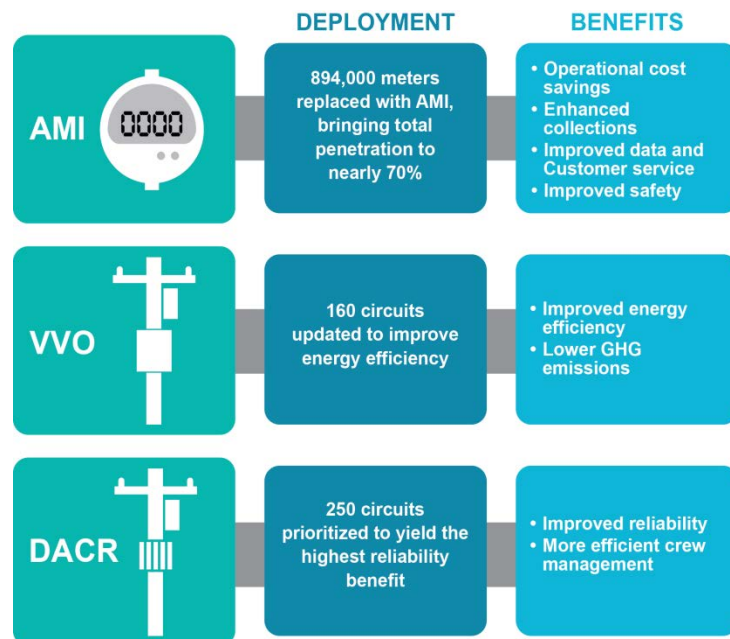 DEPLOYMENT
BENEFITS
AMI
0000
894,000 meters
replaced with AMI,
bringing total
penetration to
nearly 70%
• Operational cost
savings
• Enhanced
collections
• Improved data and
Customer service
• Improved safety
VVO
160 circuits
updated to improve
energy efficiency
• Improved energy
efficiency
• Lower GHG
emissions
DACR
250 circuits
prioritized to yield the
highest reliability
benefit
• Improved reliability
• More efficient crew
management